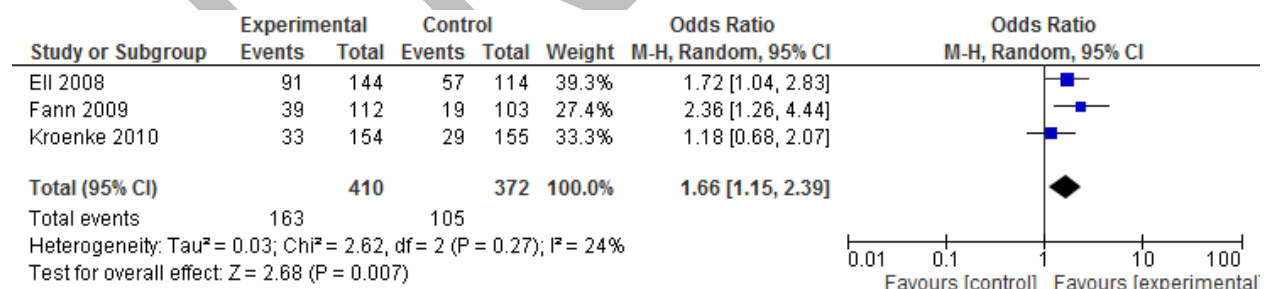 Experimental Control Odds Ratio Odds Ratio
Study or Subgroup Events Total Events Total Weight M-H, Random, 95% CI M-H, Random, 95% CI
Ell 2008 91 144 57 114 39.3% 1.72 [1.04, 2.83]
Fann 2009 39 112 19 103 27.4% 2.36 [1.26, 4.44]
Kroenke 2010 33 154 29 155 33.3% 1.18 [0.68, 2.07]
Total (95% CI) 410 372 100.0% 1.66 [1.15, 2.39]
Total events 163 105
Heterogeneity: Tau² = 0.03; Chi² = 2.62, df = 2 (P = 0.27); I² = 24%
Test for overall effect: Z = 2.68 (P = 0.007)
0.01 0.1 1 10 100
Favours [control] Favours [experimental]